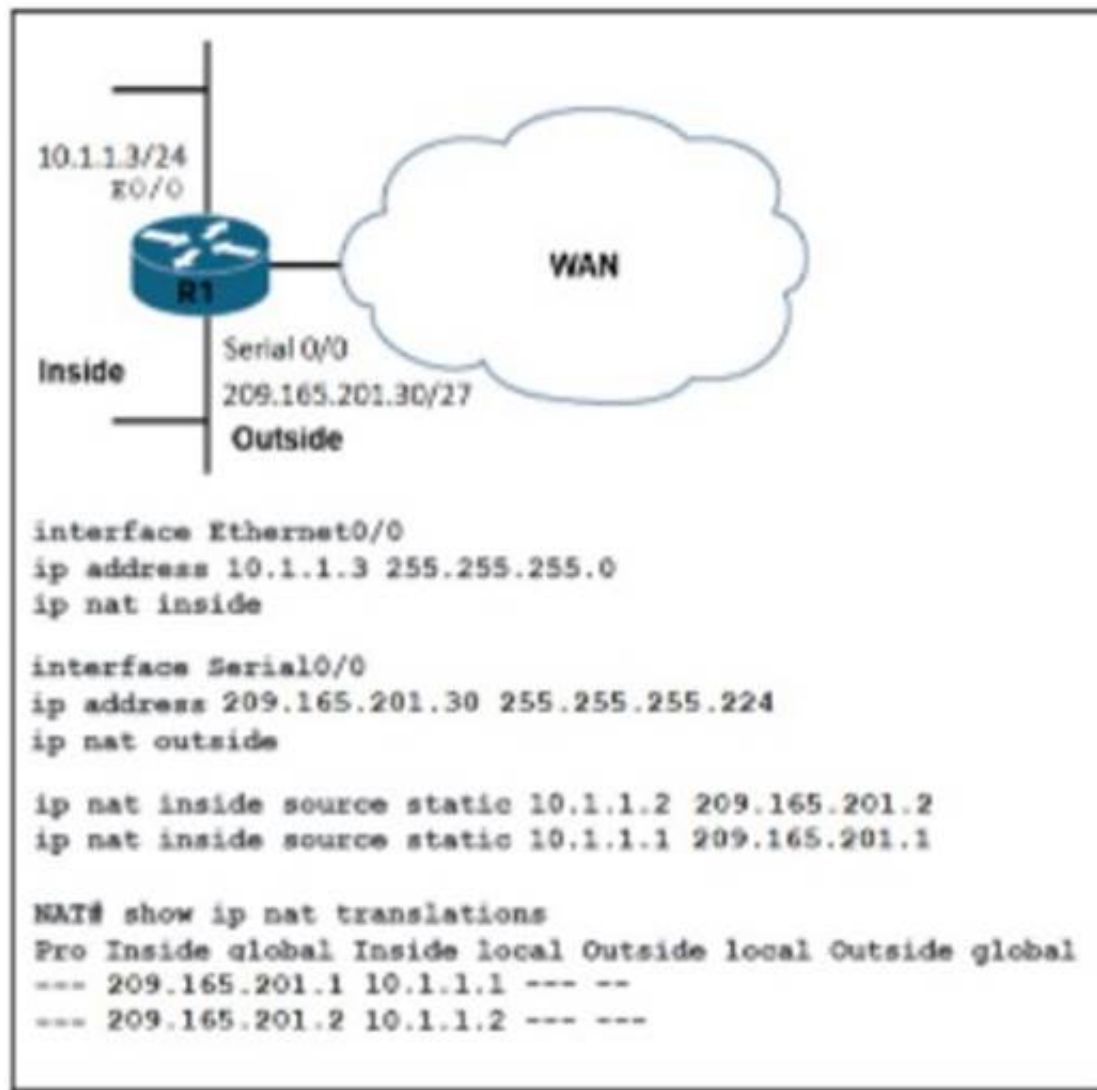 10.1.1.3/24
E0/0
WAN
R1
Serial 0/0
Inside
209.165.201.30/27
Outside
interface Ethernet0/0
ip address 10.1.1.3 255.255.255.0
ip nat inside
interface Serial0/0
ip address 209.165.201.30 255.255.255.224
ip nat outside
ip nat inside source static 10.1.1.2 209.165.201.2
ip nat inside source static 10.1.1.1 209.165.201.1
NAT# show ip nat translations
Pro Inside global Inside local Outside local Outside global
--- 209.165.201.1 10.1.1.1 --- --
--- 209.165.201.2 10.1.1.2 --- ---